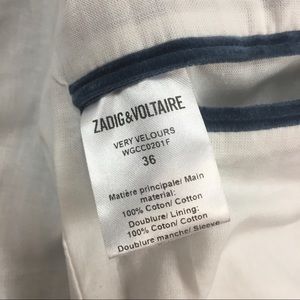 ZADIG&VOLTAIRE
VERY VELOURS
WGCC0201F
36
Matière principale/ Main
material:
100% Coton/ Cotton
Doublure/ Lining:
100% Coton/ Cotton
Doublure manche/ Sleeve